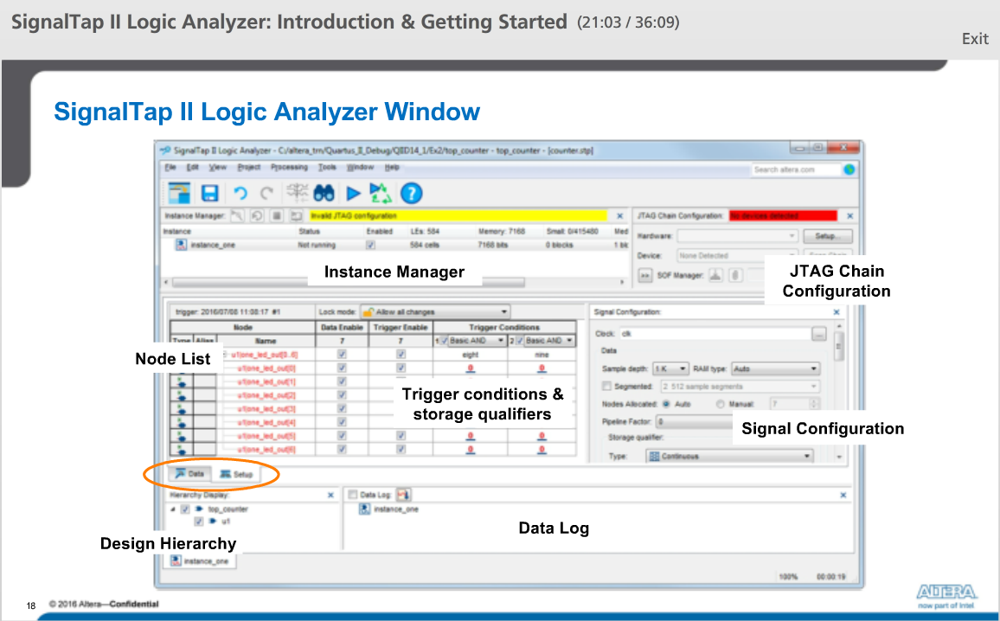 SignalTap II Logic Analyzer: Introduction & Getting Started (21:03 / 36:09)
Exit
SignalTap II Logic Analyzer Window
SignalTap II Logic Analyzer - C:/altera_trn/Quartus_II_Debug/QIID14_1/Ex2/top_counter - top_counter - [counter.stp]
File Edit View Project Processing Tools Window Help
Search altera.com
Instance Manager: Invalid JTAG configuration
Instance Status Enabled LEs: 584 Memory: 7168 Small: 0/415480 Med
instance_one Not running 584 cells 7168 bits 0 blocks 1 blo
Instance Manager
JTAG Chain Configuration: No devices detected
Hardware: Setup...
Device: None Detected
>> SOF Manager:
JTAG Chain
Configuration
trigger: 2016/07/08 11:08:17 #1 Lock mode: Allow all changes
Node Data Enable Trigger Enable Trigger Conditions
Type Alias Name 7 7 1 Basic AND 2 Basic AND
u1|one_led_out[0..6] eight nine
u1|one_led_out[0] 0 0
u1|one_led_out[1]
u1|one_led_out[2]
u1|one_led_out[3]
u1|one_led_out[4]
u1|one_led_out[5] 0 0
u1|one_led_out[6] 0 0
Node List
Trigger conditions &
storage qualifiers
Signal Configuration:
Clock: clk ...
Data
Sample depth: 1 K RAM type: Auto
Segmented: 2 512 sample segments
Nodes Allocated: Auto Manual: 7
Pipeline Factor: 0
Storage qualifier:
Type: Continuous
Signal Configuration
Data Setup
Hierarchy Display:
top_counter
u1
Design Hierarchy
Data Log:
instance_one
Data Log
instance_one
100% 00:00:19
18 © 2016 Altera—Confidential
ALTERA
now part of Intel